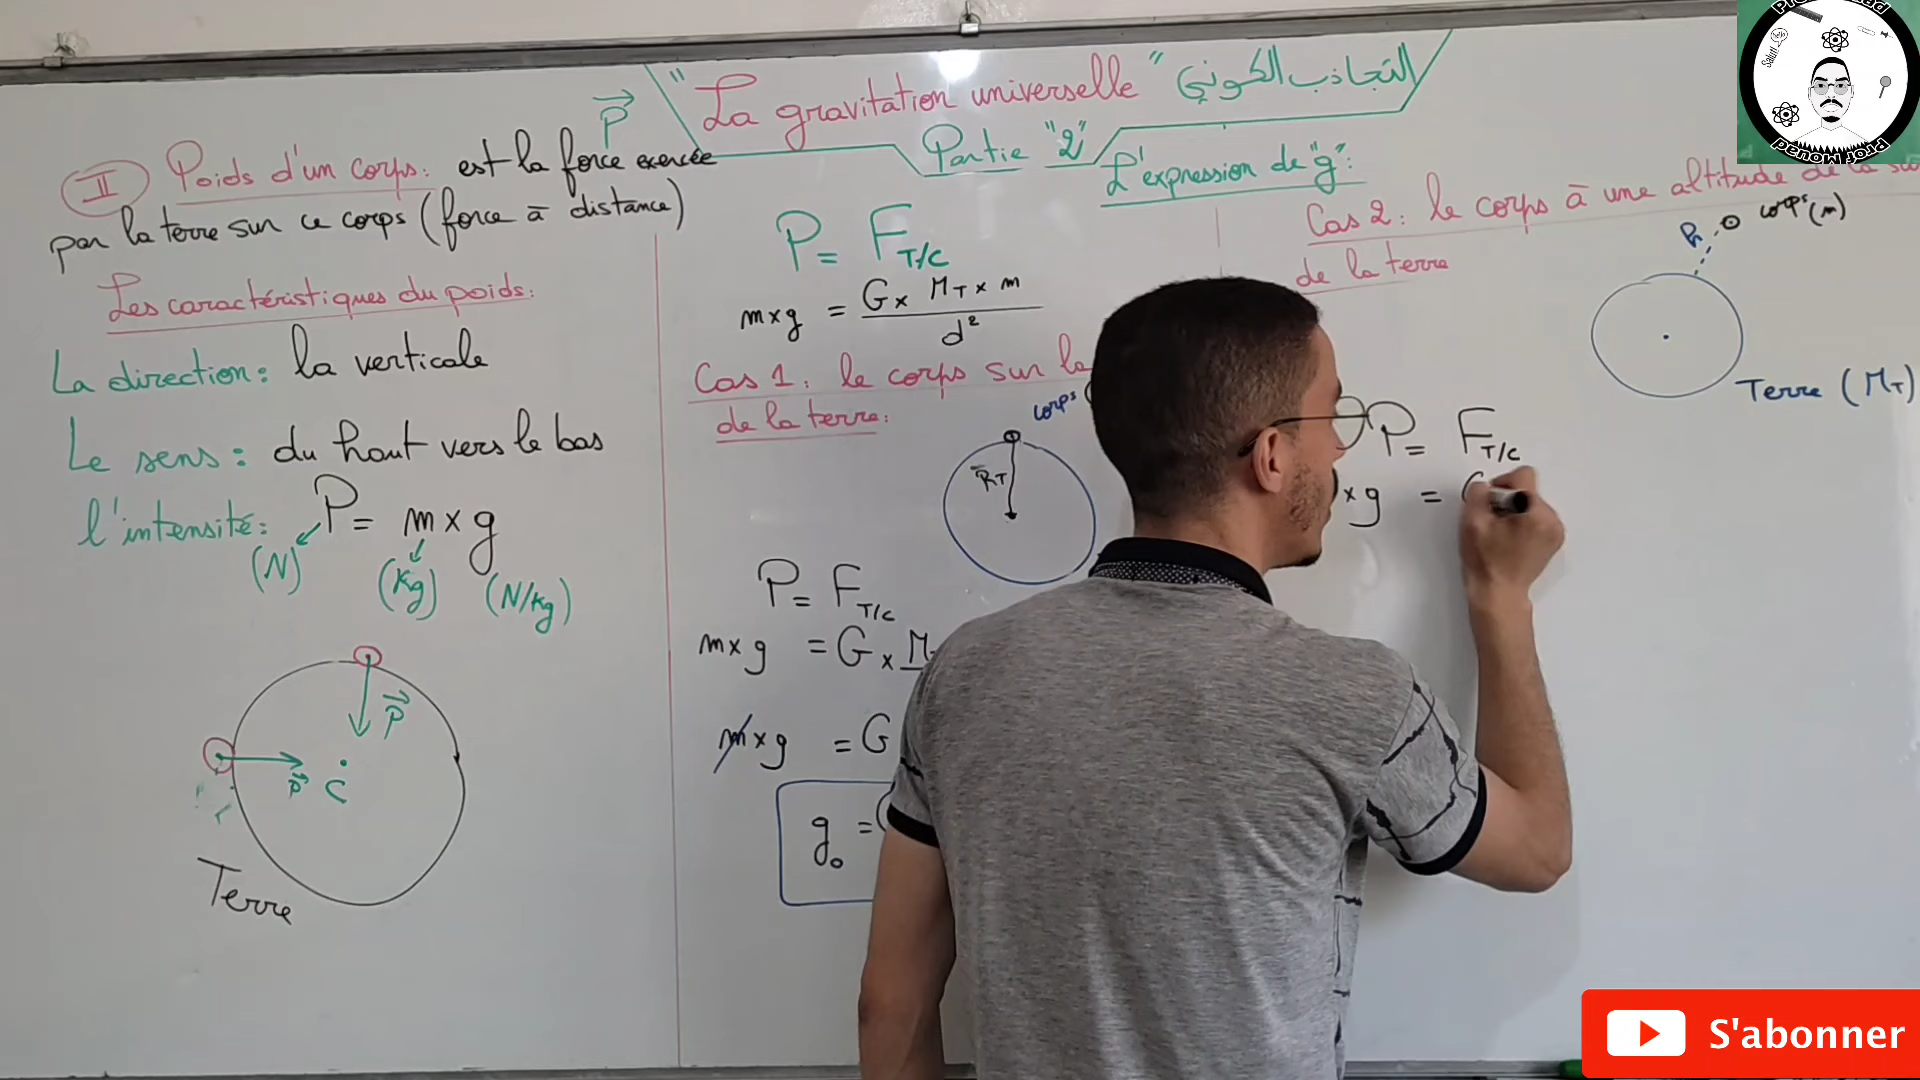 "La gravitation universelle" التجاذب الكوني
Partie "2"
P
II Poids d'un corps: est la force exercée
par la terre sur ce corps (force à distance)
Les caractéristiques du poids:
La direction: la verticale
Le sens: du haut vers le bas
l'intensité: P = m x g
(N) (Kg) (N/Kg)
P
P
C
Terre
L'expression de "g":
P = F T/C
m x g = G x M_T x m
d²
Cas 1: le corps sur la
de la terre:
corps
R_T
P = F T/C
m x g = G x M
m x g = G
g₀ =
Cas 2: le corps à une altitude de la
de la terre
h corps (m)
Terre (M_T)
P = F T/C
x g =
Prof Mouad
S'abonner